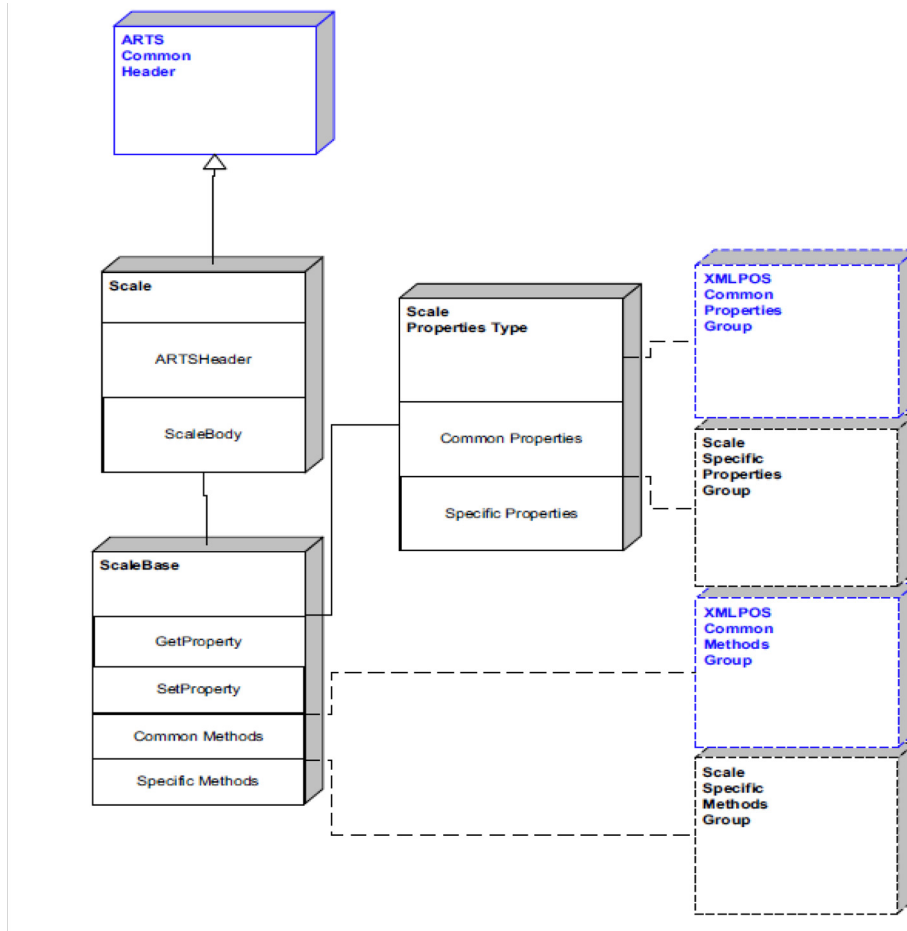 ARTS
Common
Header
Scale
ARTSHeader
ScaleBody
ScaleBase
GetProperty
SetProperty
Common Methods
Specific Methods
Scale
Properties Type
Common Properties
Specific Properties
XMLPOS
Common
Properties
Group
Scale
Specific
Properties
Group
XMLPOS
Common
Methods
Group
Scale
Specific
Methods
Group